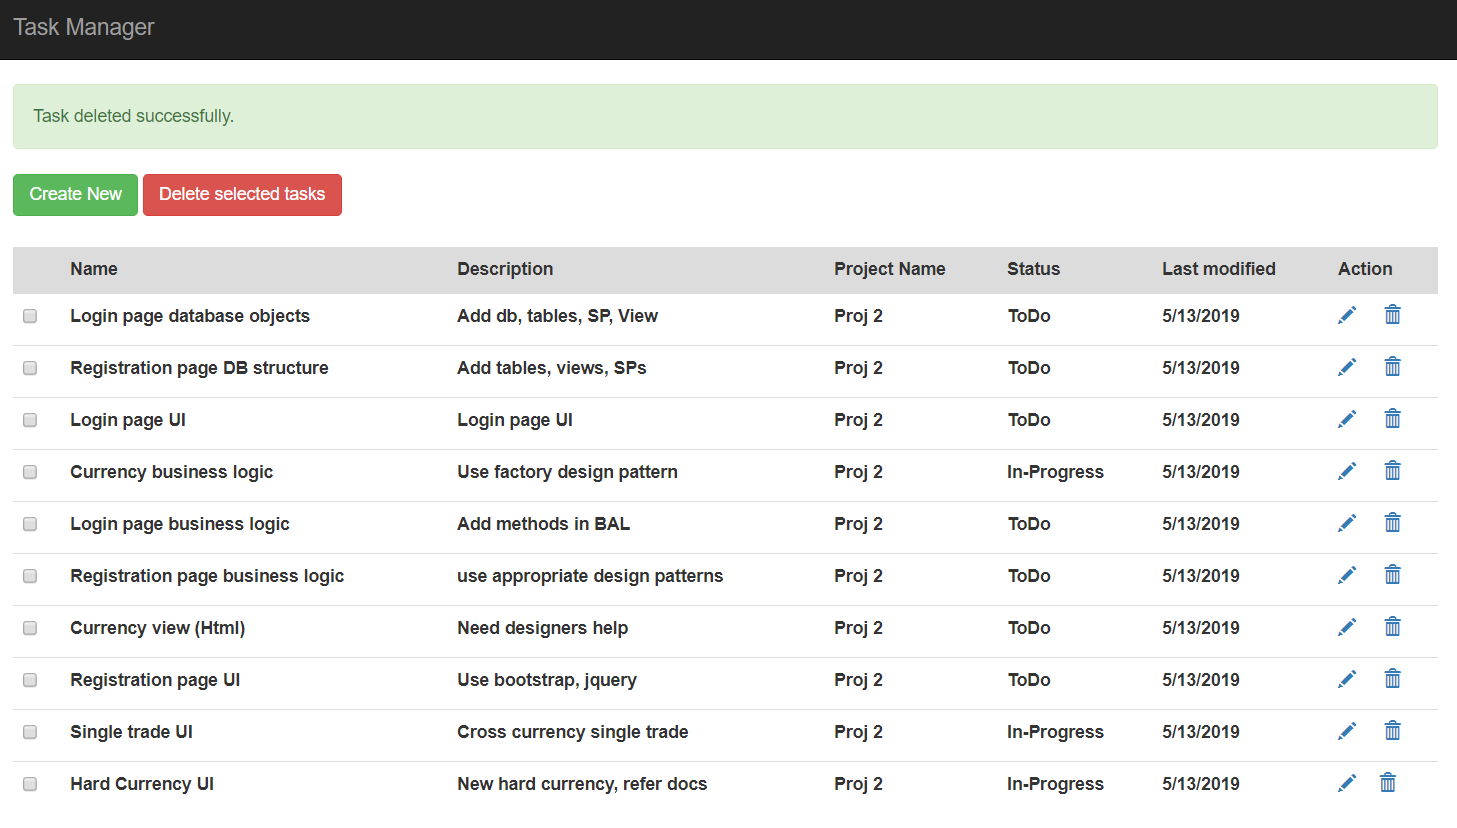 Task Manager
Task deleted successfully.
Create New Delete selected tasks
Name Description Project Name Status Last modified Action
Login page database objects Add db, tables, SP, View Proj 2 ToDo 5/13/2019
Registration page DB structure Add tables, views, SPs Proj 2 ToDo 5/13/2019
Login page UI Login page UI Proj 2 ToDo 5/13/2019
Currency business logic Use factory design pattern Proj 2 In-Progress 5/13/2019
Login page business logic Add methods in BAL Proj 2 ToDo 5/13/2019
Registration page business logic use appropriate design patterns Proj 2 ToDo 5/13/2019
Currency view (Html) Need designers help Proj 2 ToDo 5/13/2019
Registration page UI Use bootstrap, jquery Proj 2 ToDo 5/13/2019
Single trade UI Cross currency single trade Proj 2 In-Progress 5/13/2019
Hard Currency UI New hard currency, refer docs Proj 2 In-Progress 5/13/2019